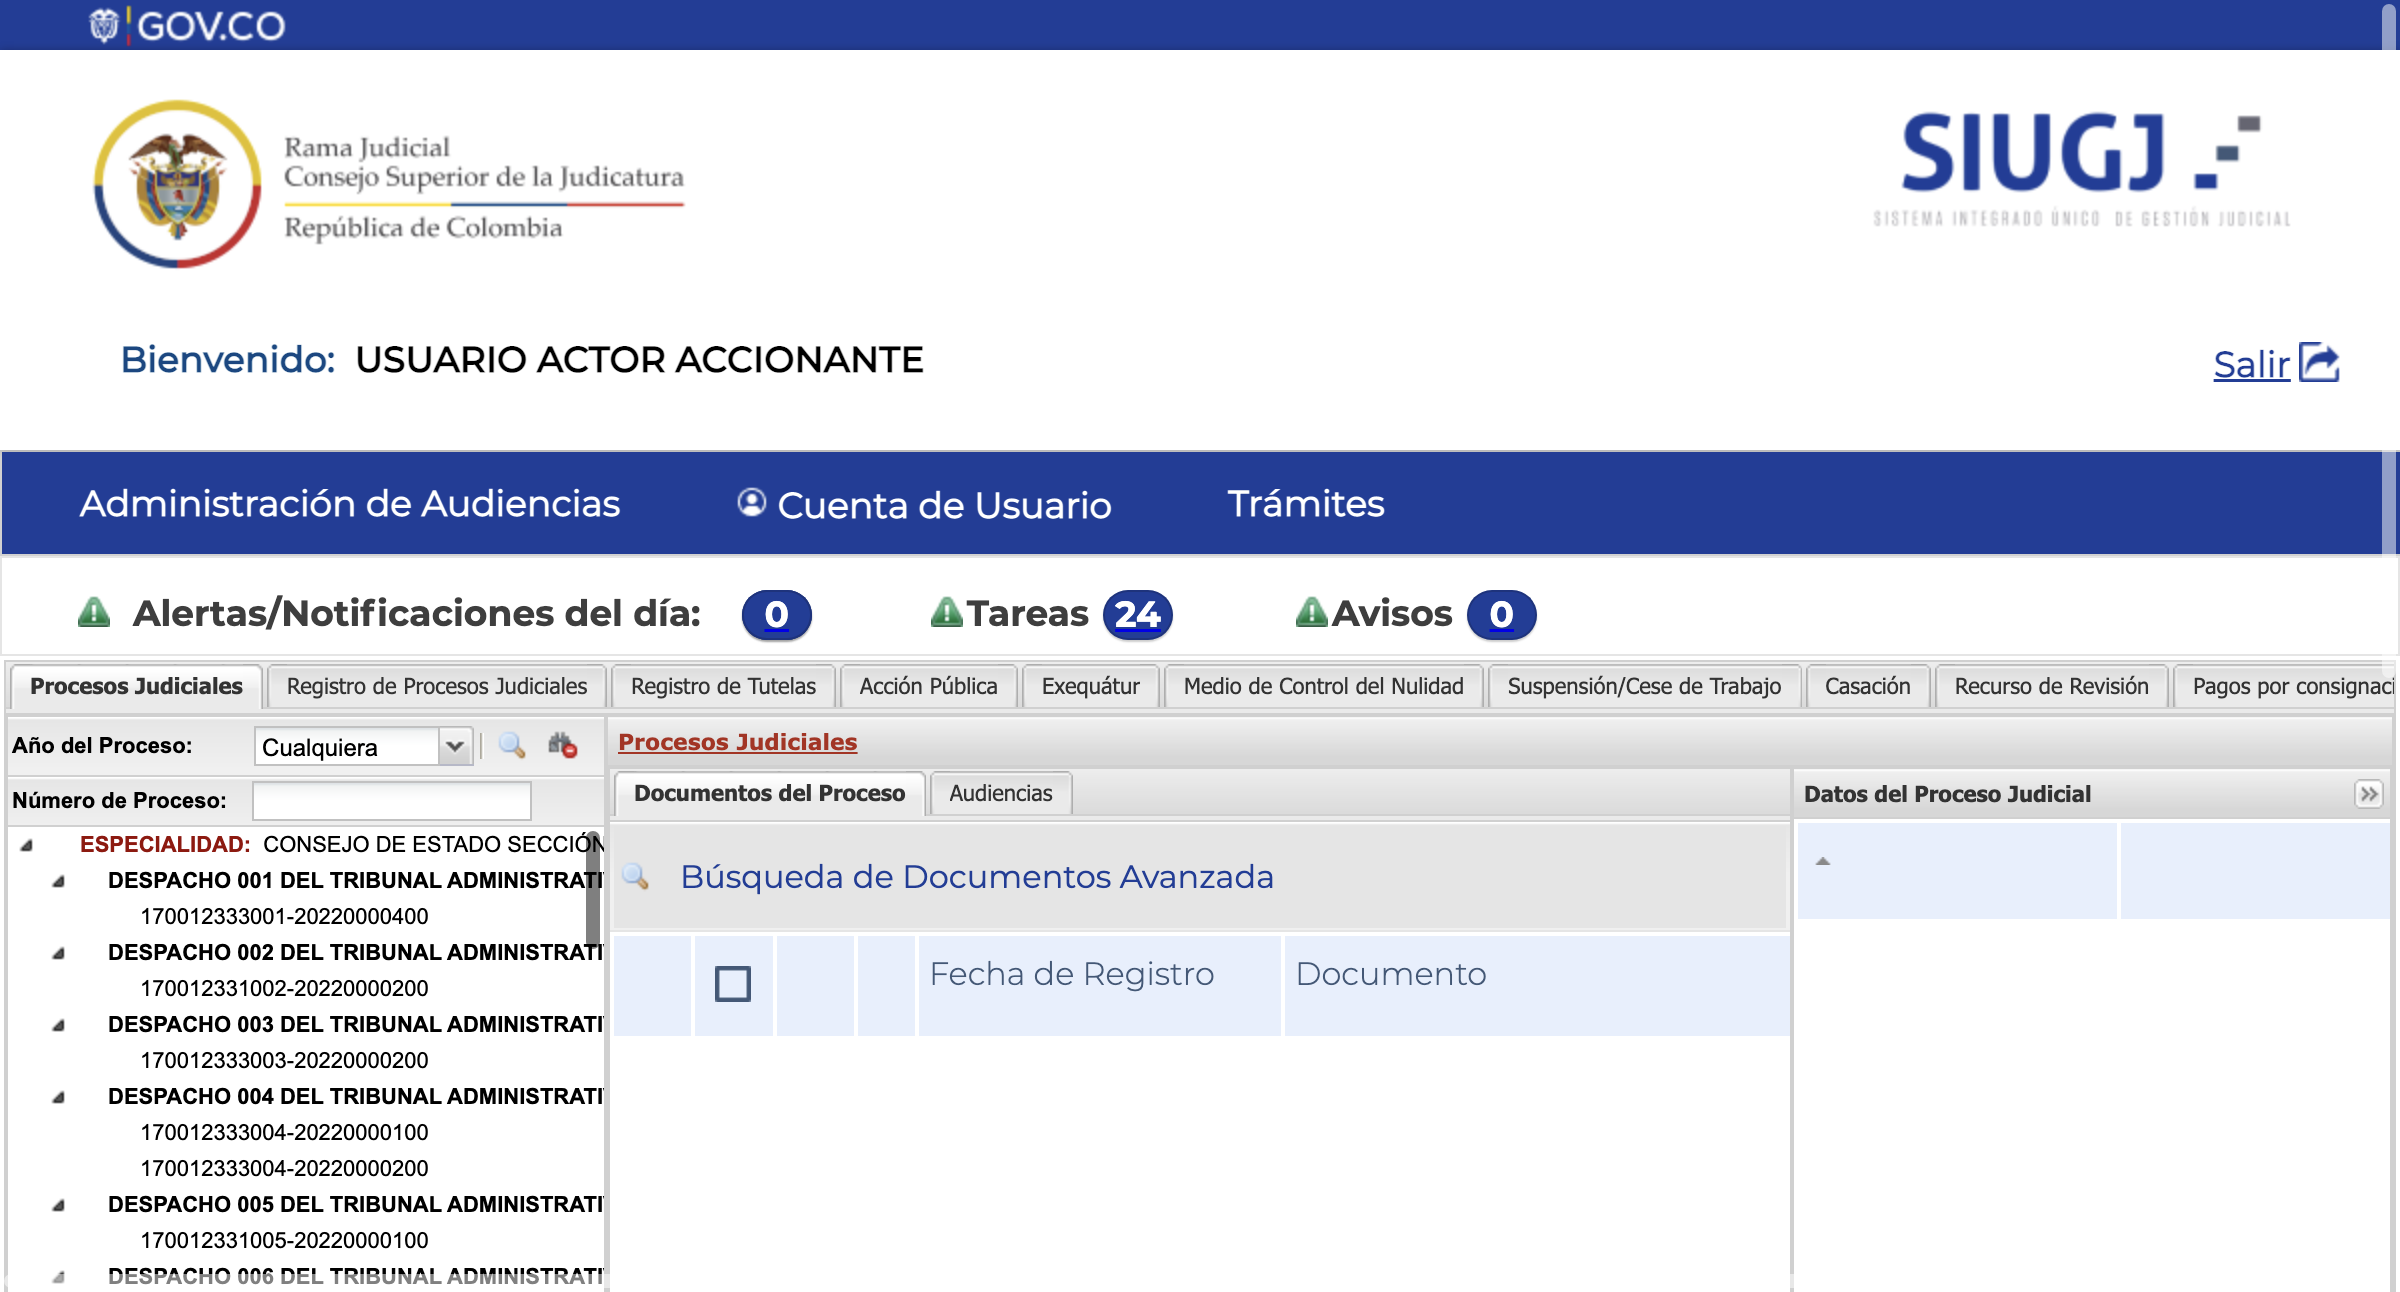 GOV.CO
Rama Judicial
Consejo Superior de la Judicatura
República de Colombia
SIUGJ
SISTEMA INTEGRADO ÚNICO DE GESTIÓN JUDICIAL
Bienvenido: USUARIO ACTOR ACCIONANTE
Salir
Administración de Audiencias
Cuenta de Usuario
Trámites
Alertas/Notificaciones del día: 0
Tareas 24
Avisos 0
Procesos Judiciales
Registro de Procesos Judiciales
Registro de Tutelas
Acción Pública
Exequátur
Medio de Control del Nulidad
Suspensión/Cese de Trabajo
Casación
Recurso de Revisión
Pagos por consignaci
Año del Proceso: Cualquiera
Número de Proceso:
ESPECIALIDAD: CONSEJO DE ESTADO SECCIÓN
DESPACHO 001 DEL TRIBUNAL ADMINISTRATI
170012333001-20220000400
DESPACHO 002 DEL TRIBUNAL ADMINISTRATI
170012331002-20220000200
DESPACHO 003 DEL TRIBUNAL ADMINISTRATI
170012333003-20220000200
DESPACHO 004 DEL TRIBUNAL ADMINISTRATI
170012333004-20220000100
170012333004-20220000200
DESPACHO 005 DEL TRIBUNAL ADMINISTRATI
170012331005-20220000100
DESPACHO 006 DEL TRIBUNAL ADMINISTRATI
Procesos Judiciales
Documentos del Proceso
Audiencias
Búsqueda de Documentos Avanzada
Fecha de Registro
Documento
Datos del Proceso Judicial